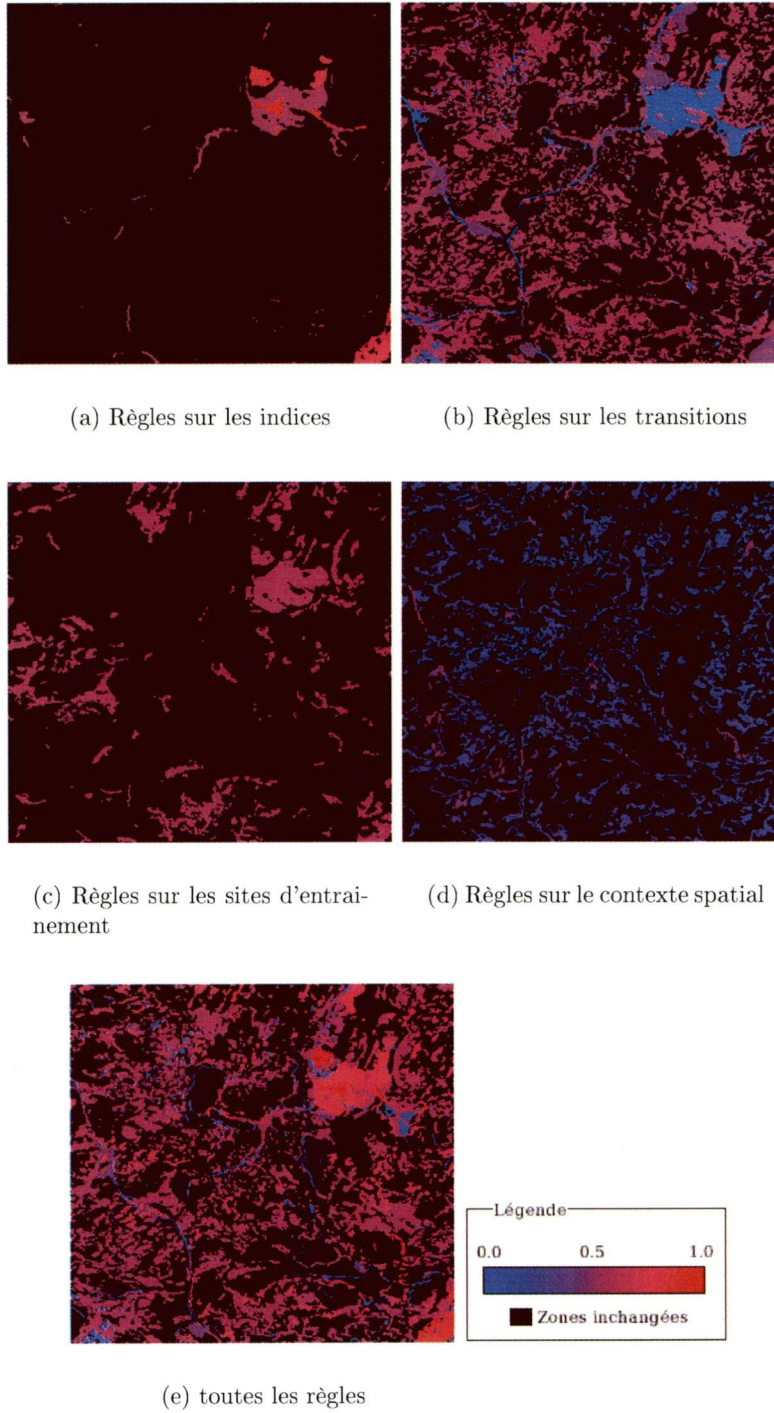 (a) Règles sur les indices
(b) Règles sur les transitions
(c) Règles sur les sites d'entrai-
nement
(d) Règles sur le contexte spatial
Légende
0.0 0.5 1.0
Zones inchangées
(e) toutes les règles